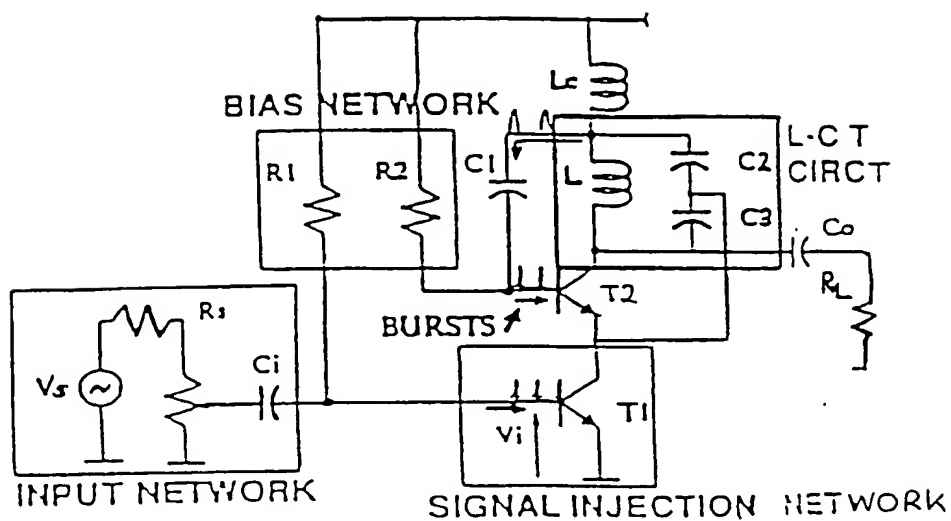 Lc
BIAS NETWORK
R1
R2
C1
L
C2
C3
L-C T
CIRCT
Co
RL
T2
BURSTS
Rs
Ci
Vs
Vi
T1
INPUT NETWORK
SIGNAL INJECTION NETWORK